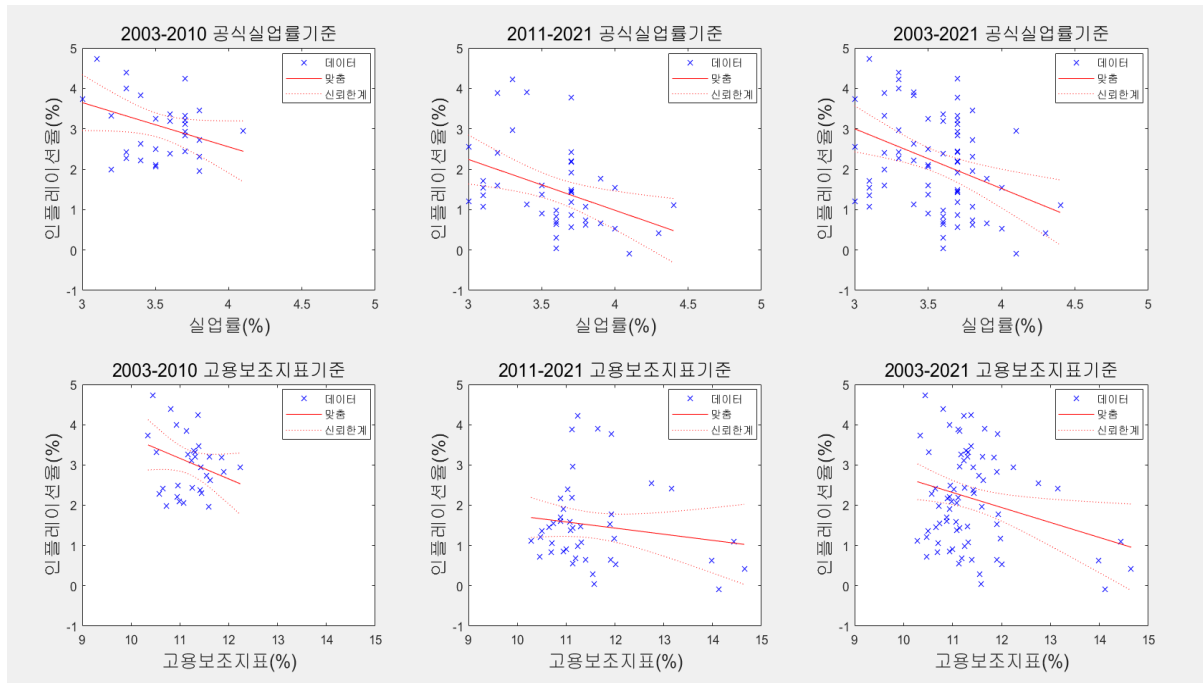 2003-2010 공식실업률기준
5
4
3
2
1
0
-1
인플레이션율(%)
데이터
맞춤
신뢰한계
3
3.5
4
4.5
5
실업률(%)
2011-2021 공식실업률기준
5
4
3
2
1
0
-1
인플레이션율(%)
데이터
맞춤
신뢰한계
3
3.5
4
4.5
5
실업률(%)
2003-2021 공식실업률기준
5
4
3
2
1
0
-1
인플레이션율(%)
데이터
맞춤
신뢰한계
3
3.5
4
4.5
5
실업률(%)
2003-2010 고용보조지표기준
5
4
3
2
1
0
-1
인플레이션율(%)
데이터
맞춤
신뢰한계
9
10
11
12
13
14
15
고용보조지표(%)
2011-2021 고용보조지표기준
5
4
3
2
1
0
-1
인플레이션율(%)
데이터
맞춤
신뢰한계
9
10
11
12
13
14
15
고용보조지표(%)
2003-2021 고용보조지표기준
5
4
3
2
1
0
-1
인플레이션율(%)
데이터
맞춤
신뢰한계
9
10
11
12
13
14
15
고용보조지표(%)